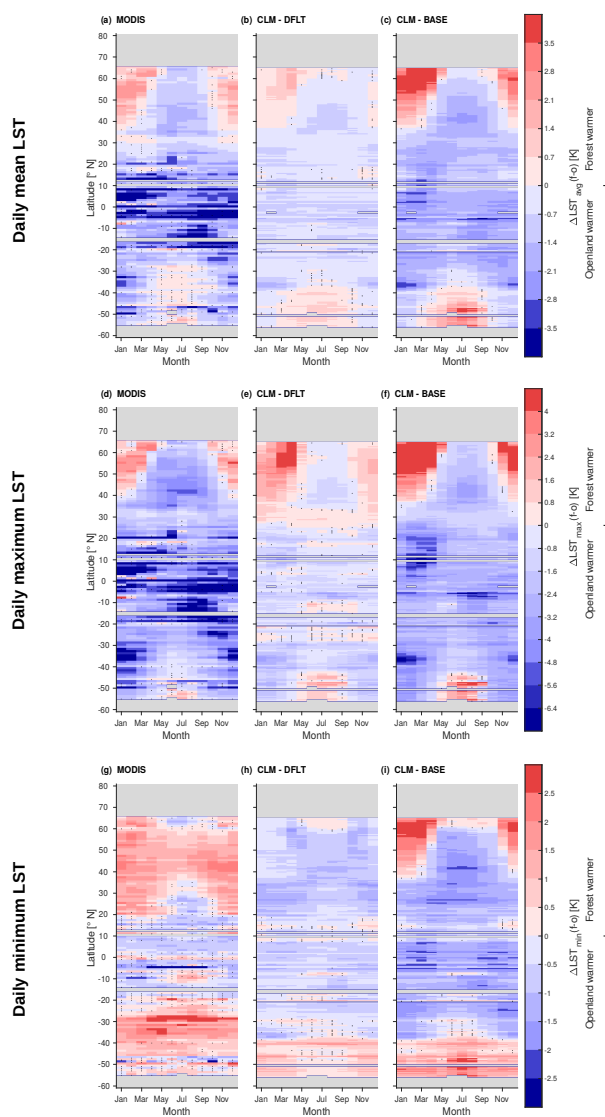 (a) MODIS
(b) CLM - DFLT
(c) CLM - BASE
Daily mean LST
Latitude [° N]
80
70
60
50
40
30
20
10
0
-10
-20
-30
-40
-50
-60
Jan Mar May Jul Sep Nov
Jan Mar May Jul Sep Nov
Jan Mar May Jul Sep Nov
Month
Month
Month
3.5
2.8
2.1
1.4
0.7
0
-0.7
-1.4
-2.1
-2.8
-3.5
Δ LST avg (f-o) [K]
Openland warmer Forest warmer
(d) MODIS
(e) CLM - DFLT
(f) CLM - BASE
Daily maximum LST
Latitude [° N]
80
70
60
50
40
30
20
10
0
-10
-20
-30
-40
-50
-60
Jan Mar May Jul Sep Nov
Jan Mar May Jul Sep Nov
Jan Mar May Jul Sep Nov
Month
Month
Month
4
3.2
2.4
1.6
0.8
0
-0.8
-1.6
-2.4
-3.2
-4
-4.8
-5.6
-6.4
ΔLST max (f-o) [K]
Openland warmer Forest warmer
(g) MODIS
(h) CLM - DFLT
(i) CLM - BASE
Daily minimum LST
Latitude [° N]
80
70
60
50
40
30
20
10
0
-10
-20
-30
-40
-50
-60
Jan Mar May Jul Sep Nov
Jan Mar May Jul Sep Nov
Jan Mar May Jul Sep Nov
Month
Month
Month
2.5
2
1.5
1
0.5
0
-0.5
-1
-1.5
-2
-2.5
ΔLST min (f-o) [K]
Openland warmer Forest warmer